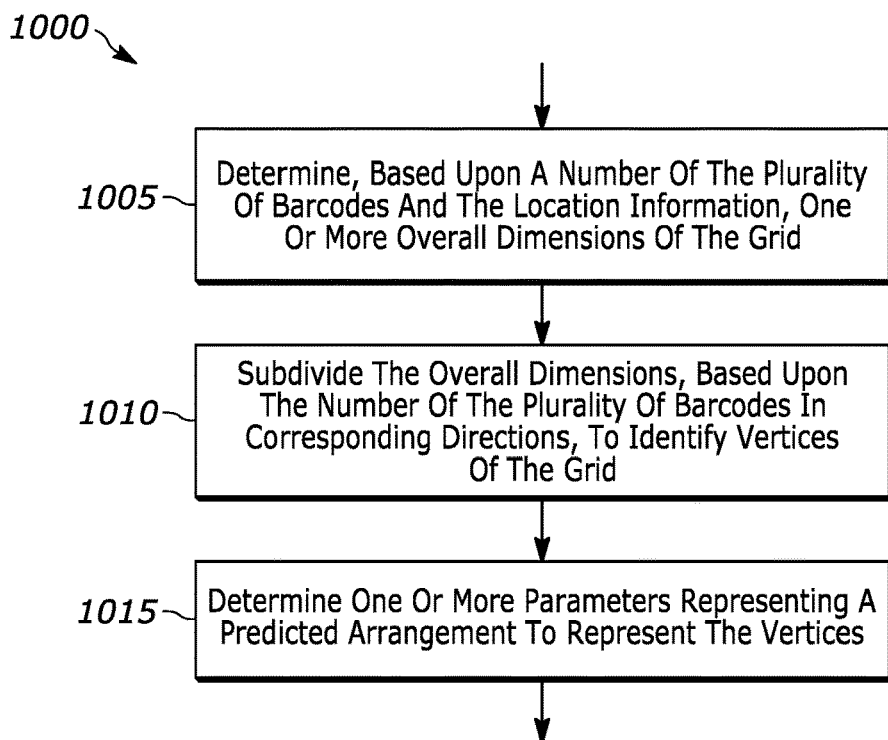 1000
Determine, Based Upon A Number Of The Plurality
1005
Of Barcodes And The Location Information, One
Or More Overall Dimensions Of The Grid
Subdivide The Overall Dimensions, Based Upon
1010
The Number Of The Plurality Of Barcodes In
Corresponding Directions, To Identify Vertices
Of The Grid
1015
Determine One Or More Parameters Representing A
Predicted Arrangement To Represent The Vertices